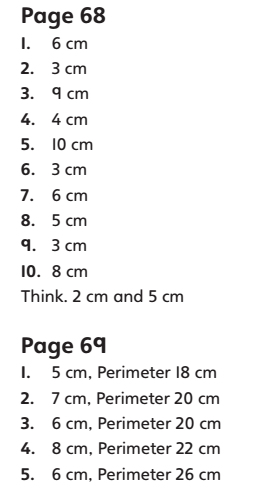 Page 68
1. 6 cm
2. 3 cm
3. 9 cm
4. 4 cm
5. 10 cm
6. 3 cm
7. 6 cm
8. 5 cm
9. 3 cm
10. 8 cm
Think. 2 cm and 5 cm
Page 69
1. 5 cm, Perimeter 18 cm
2. 7 cm, Perimeter 20 cm
3. 6 cm, Perimeter 20 cm
4. 8 cm, Perimeter 22 cm
5. 6 cm, Perimeter 26 cm